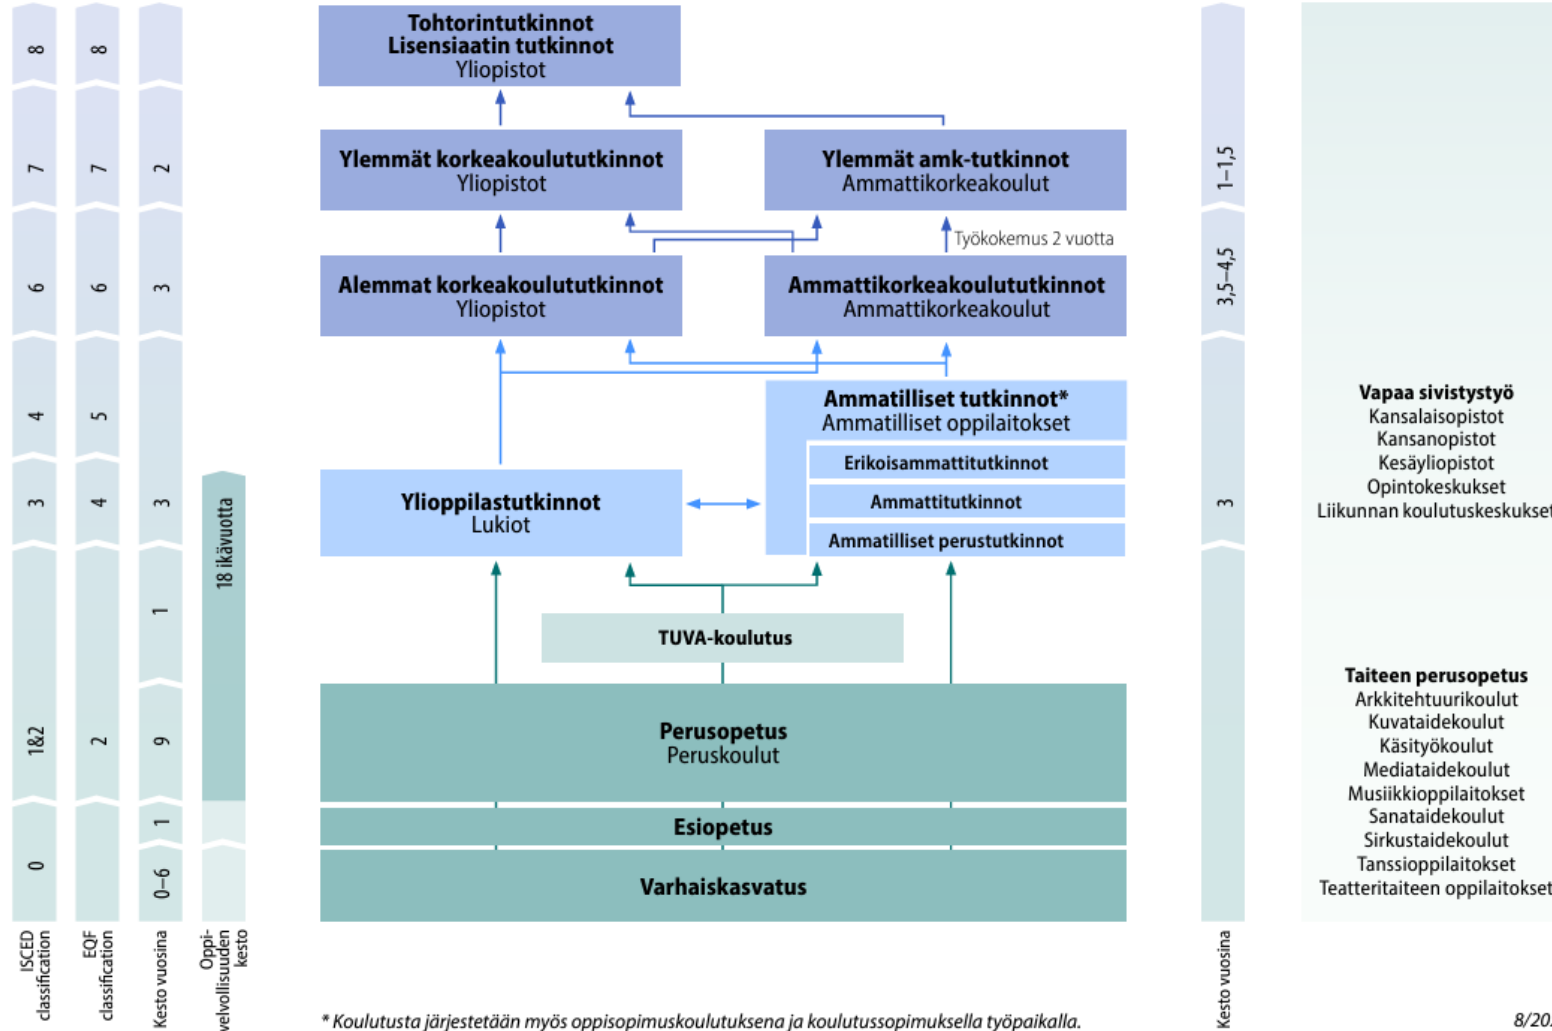 8
8
7
7
2
6
6
3
4
5
3
4
3
1
1&2
2
9
1
0
0–6
18 ikävuotta
ISCED
classification
EQF
classification
Kesto vuosina
Oppi-
velvollisuuden
kesto
Tohtorintutkinnot
Lisensiaatin tutkinnot
Yliopistot
Ylemmät korkeakoulututkinnot
Yliopistot
Ylemmät amk-tutkinnot
Ammattikorkeakoulut
Työkokemus 2 vuotta
Alemmat korkeakoulututkinnot
Yliopistot
Ammattikorkeakoulututkinnot
Ammattikorkeakoulut
Ammatilliset tutkinnot*
Ammatilliset oppilaitokset
Erikoisammattitutkinnot
Ammattitutkinnot
Ammatilliset perustutkinnot
Ylioppilastutkinnot
Lukiot
TUVA-koulutus
Perusopetus
Peruskoulut
Esiopetus
Varhaiskasvatus
1–1,5
3,5–4,5
3
Kesto vuosina
Vapaa sivistystyö
Kansalaisopistot
Kansanopistot
Kesäyliopistot
Opintokeskukset
Liikunnan koulutuskeskukset
Taiteen perusopetus
Arkkitehtuurikoulut
Kuvataidekoulut
Käsityökoulut
Mediataidekoulut
Musiikkioppilaitokset
Sanataidekoulut
Sirkustaidekoulut
Tanssioppilaitokset
Teatteritaiteen oppilaitokset
* Koulutusta järjestetään myös oppisopimuskoulutuksena ja koulutussopimuksella työpaikalla.